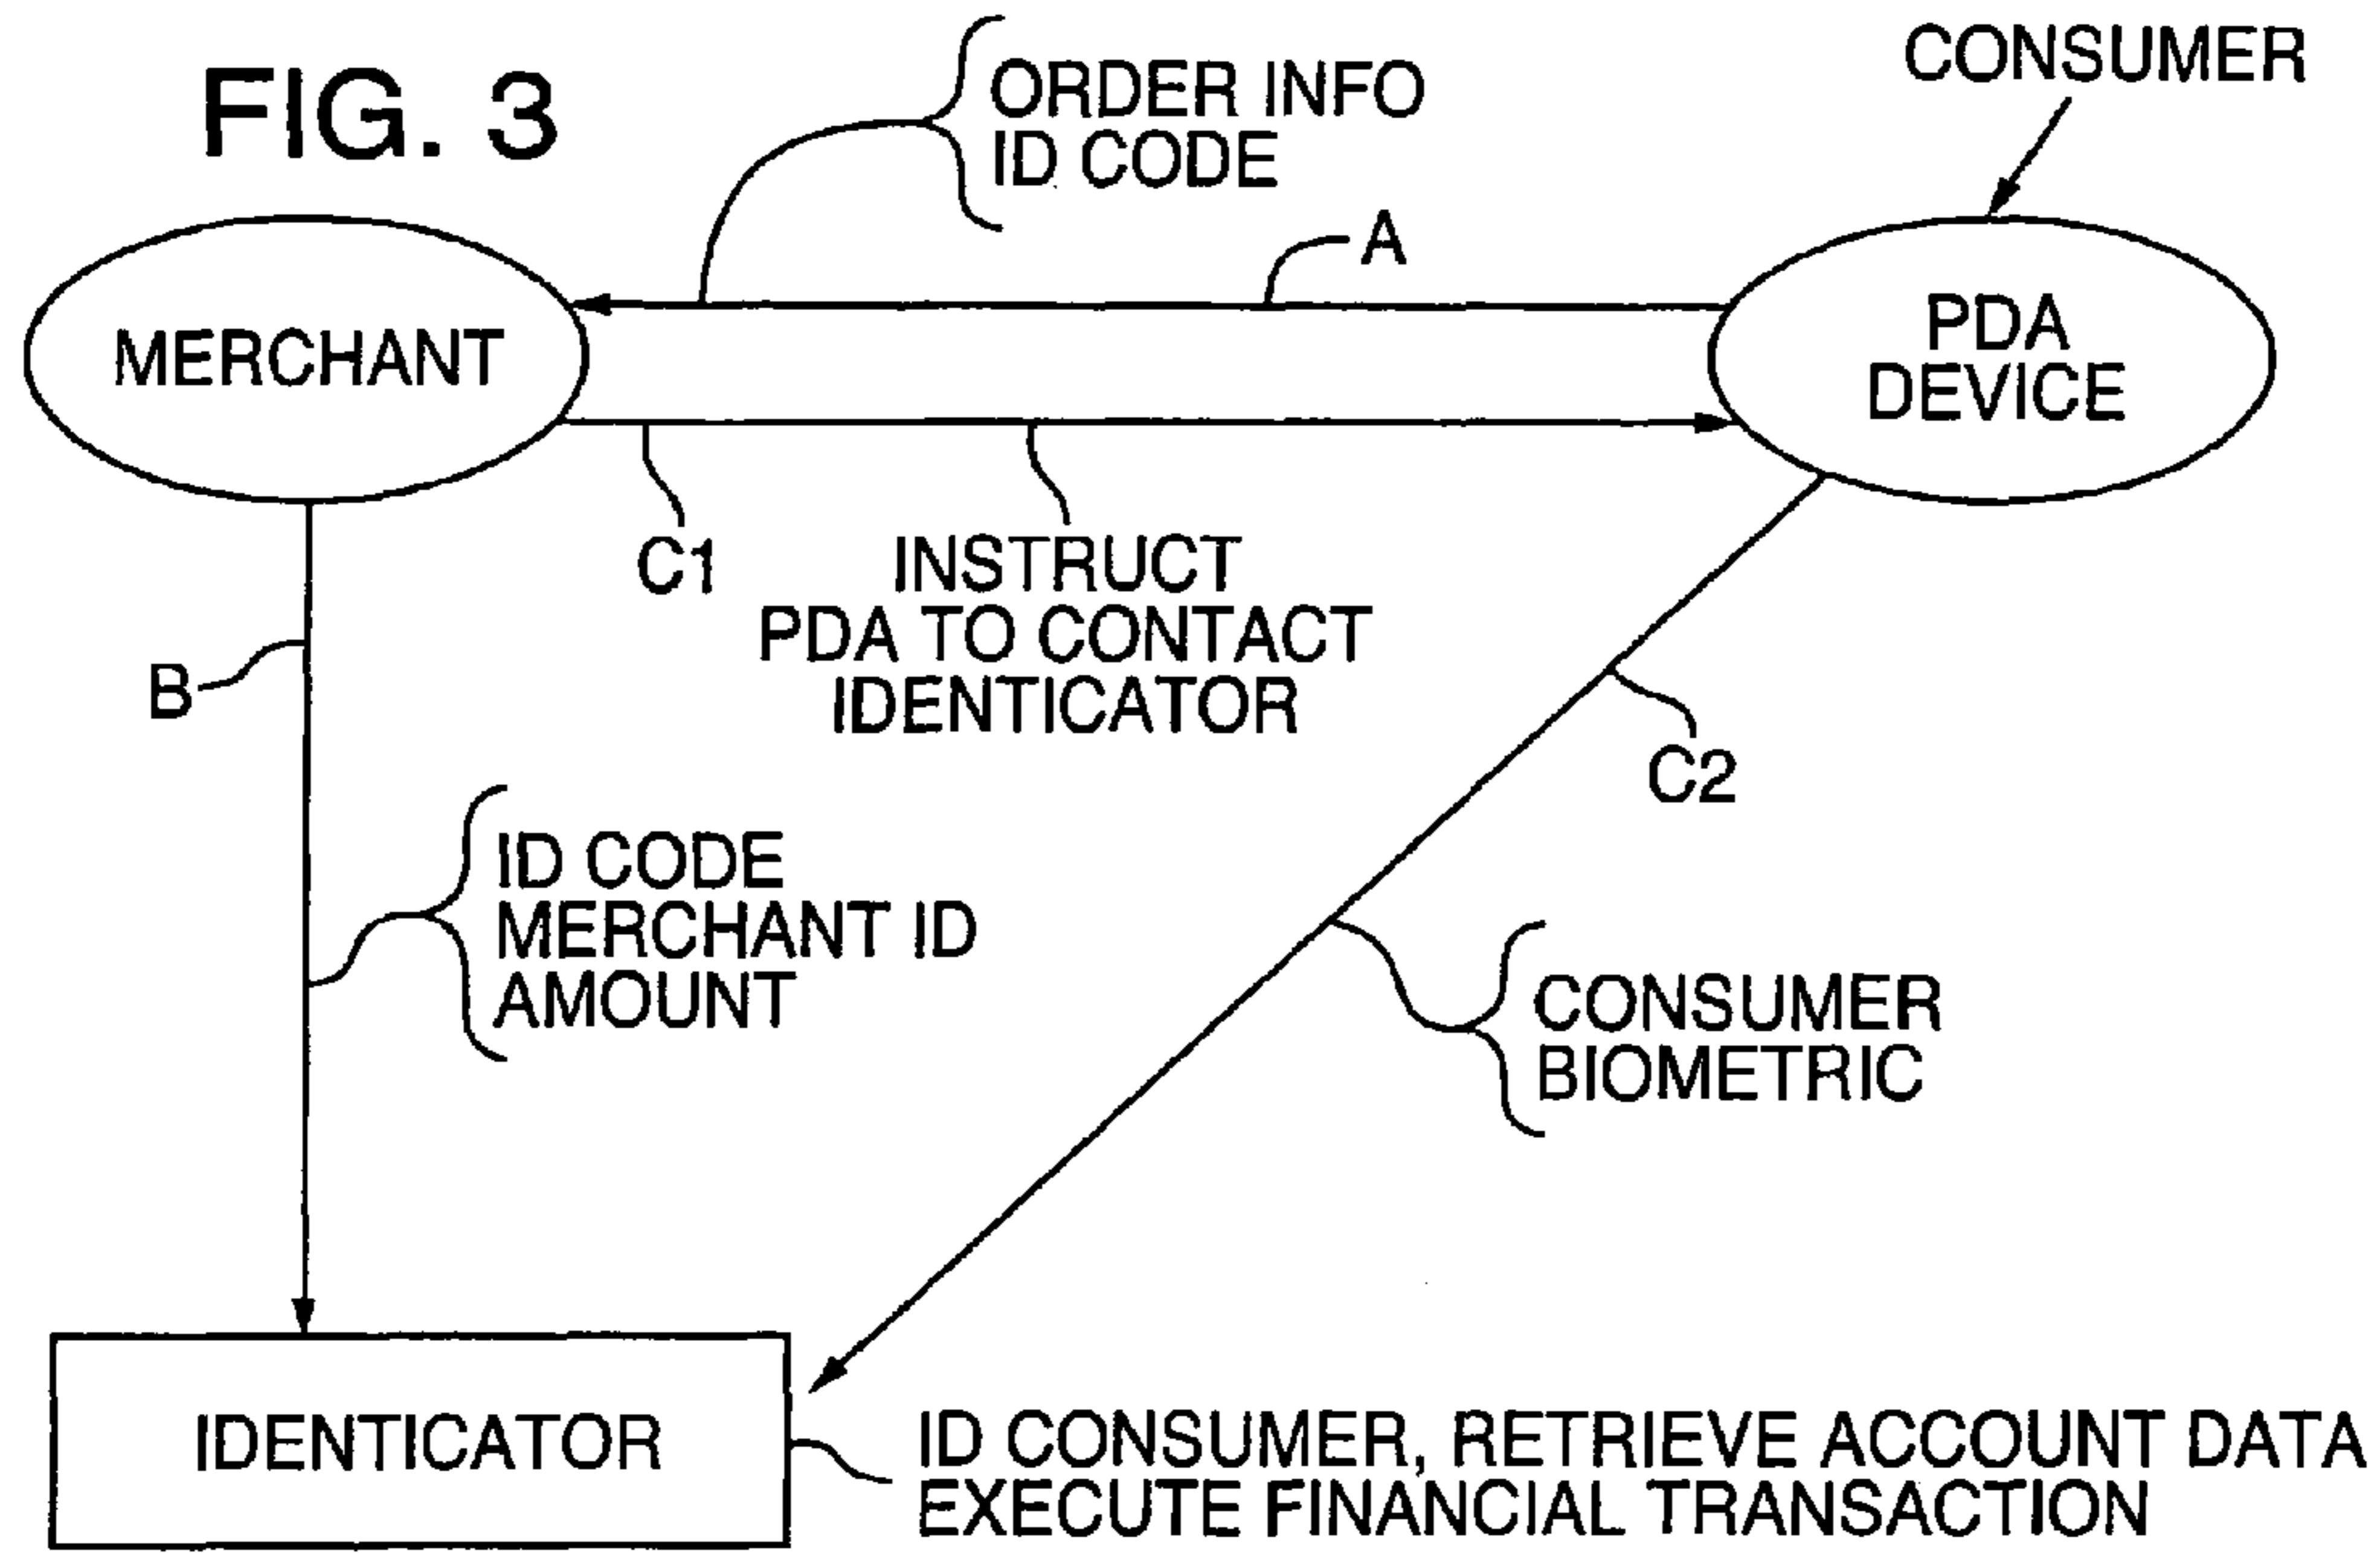 FIG. 3
ORDER INFO
ID CODE
CONSUMER
A
MERCHANT
PDA
DEVICE
C1
INSTRUCT
PDA TO CONTACT
IDENTICATOR
B
C2
ID CODE
MERCHANT ID
AMOUNT
CONSUMER
BIOMETRIC
IDENTICATOR
ID CONSUMER, RETRIEVE ACCOUNT DATA
EXECUTE FINANCIAL TRANSACTION